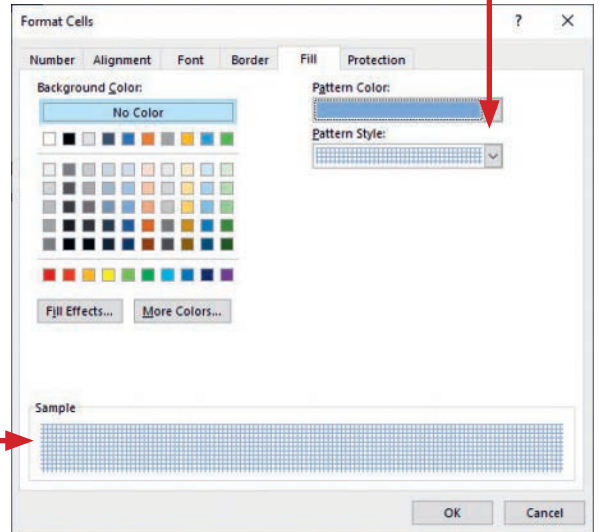 Format Cells ? ×
Number Alignment Font Border Fill Protection
Background Color:
No Color
Pattern Color:
Pattern Style:
Fill Effects... More Colors...
Sample
OK Cancel